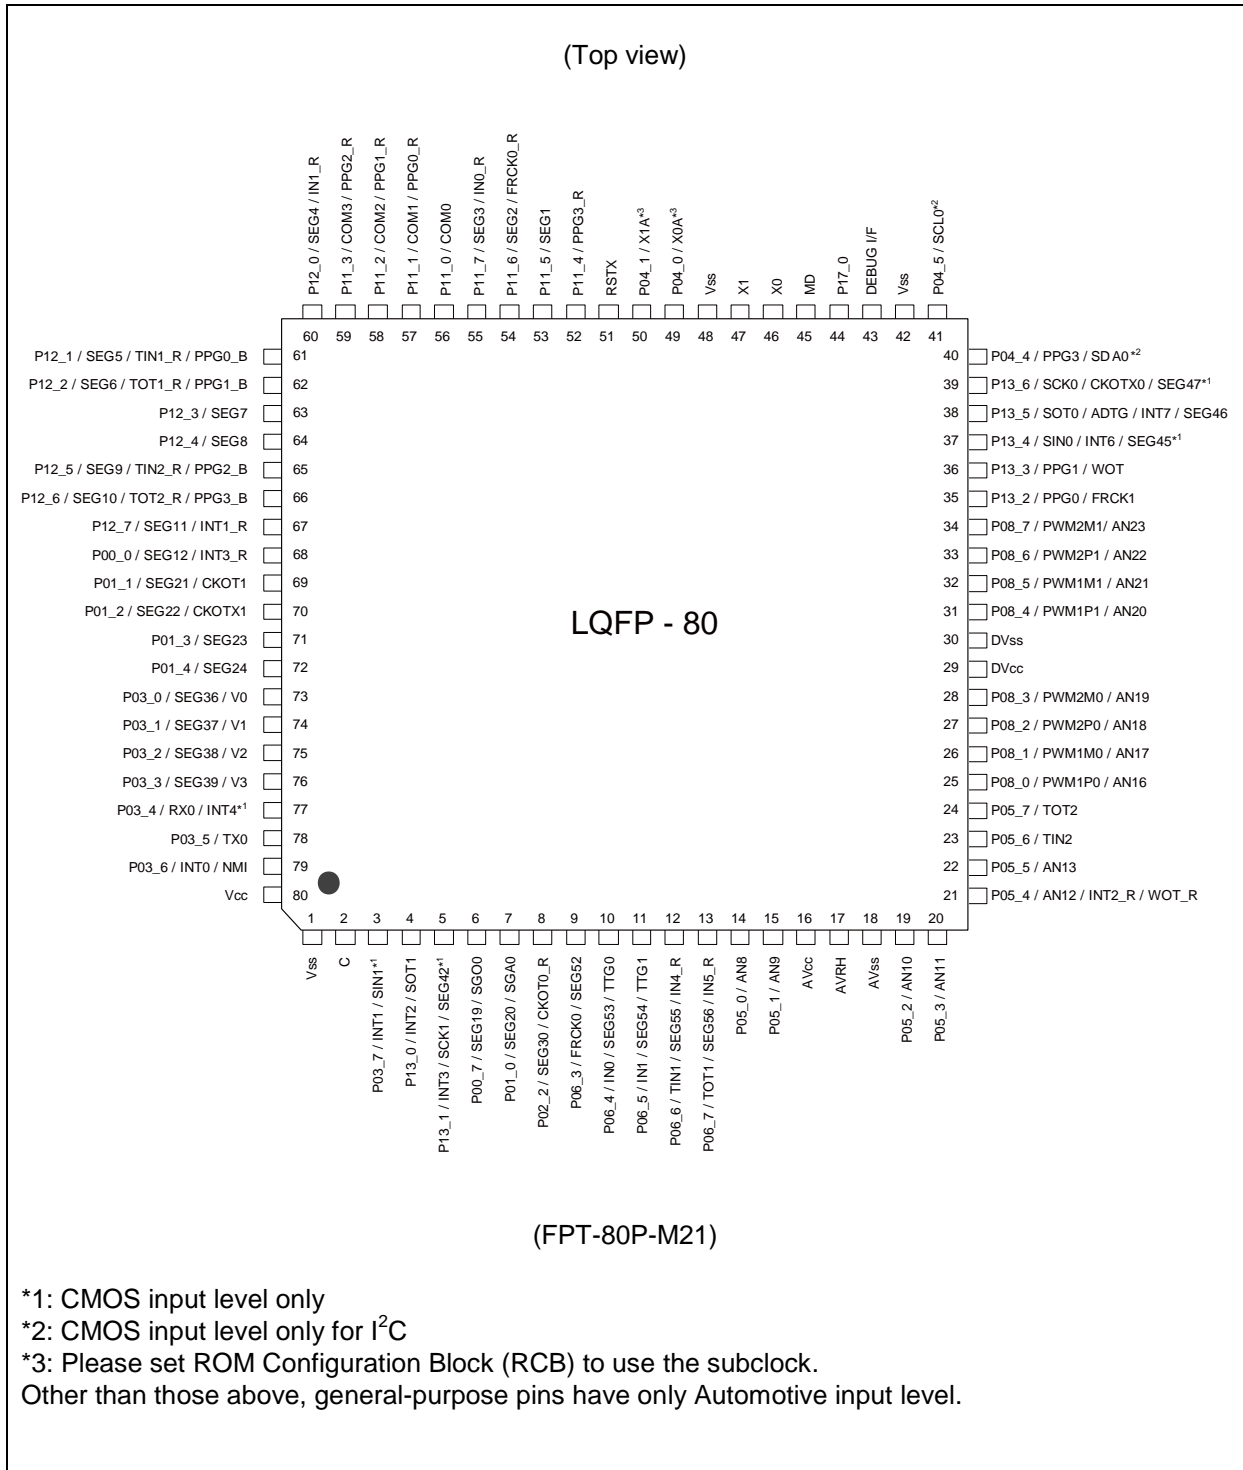 (Top view)
P12_0 / SEG4 / IN1_R
P11_3 / COM3 / PPG2_R
P11_2 / COM2 / PPG1_R
P11_1 / COM1 / PPG0_R
P11_0 / COM0
P11_7 / SEG3 / IN0_R
P11_6 / SEG2 / FRCK0_R
P11_5 / SEG1
P11_4 / PPG3_R
RSTX
P04_1 / X1A*3
P04_0 / X0A*3
Vss
X1
X0
MD
P17_0
DEBUG I/F
Vss
P04_5 / SCL0*2
60 59 58 57 56 55 54 53 52 51 50 49 48 47 46 45 44 43 42 41
P12_1 / SEG5 / TIN1_R / PPG0_B 61
P12_2 / SEG6 / TOT1_R / PPG1_B 62
P12_3 / SEG7 63
P12_4 / SEG8 64
P12_5 / SEG9 / TIN2_R / PPG2_B 65
P12_6 / SEG10 / TOT2_R / PPG3_B 66
P12_7 / SEG11 / INT1_R 67
P00_0 / SEG12 / INT3_R 68
P01_1 / SEG21 / CKOT1 69
P01_2 / SEG22 / CKOTX1 70
P01_3 / SEG23 71
P01_4 / SEG24 72
P03_0 / SEG36 / V0 73
P03_1 / SEG37 / V1 74
P03_2 / SEG38 / V2 75
P03_3 / SEG39 / V3 76
P03_4 / RX0 / INT4*1 77
P03_5 / TX0 78
P03_6 / INT0 / NMI 79
Vcc 80
LQFP - 80
40 P04_4 / PPG3 / SDA0*2
39 P13_6 / SCK0 / CKOTX0 / SEG47*1
38 P13_5 / SOT0 / ADTG / INT7 / SEG46
37 P13_4 / SIN0 / INT6 / SEG45*1
36 P13_3 / PPG1 / WOT
35 P13_2 / PPG0 / FRCK1
34 P08_7 / PWM2M1/ AN23
33 P08_6 / PWM2P1 / AN22
32 P08_5 / PWM1M1 / AN21
31 P08_4 / PWM1P1 / AN20
30 DVss
29 DVcc
28 P08_3 / PWM2M0 / AN19
27 P08_2 / PWM2P0 / AN18
26 P08_1 / PWM1M0 / AN17
25 P08_0 / PWM1P0 / AN16
24 P05_7 / TOT2
23 P05_6 / TIN2
22 P05_5 / AN13
21 P05_4 / AN12 / INT2_R / WOT_R
1 2 3 4 5 6 7 8 9 10 11 12 13 14 15 16 17 18 19 20
Vss
C
P03_7 / INT1 / SIN1*1
P13_0 / INT2 / SOT1
P13_1 / INT3 / SCK1 / SEG42*1
P00_7 / SEG19 / SGO0
P01_0 / SEG20 / SGA0
P02_2 / SEG30 / CKOT0_R
P06_3 / FRCK0 / SEG52
P06_4 / IN0 / SEG53 / TTG0
P06_5 / IN1 / SEG54 / TTG1
P06_6 / TIN1 / SEG55 / IN4_R
P06_7 / TOT1 / SEG56 / IN5_R
P05_0 / AN8
P05_1 / AN9
AVcc
AVRH
AVss
P05_2 / AN10
P05_3 / AN11
(FPT-80P-M21)
*1: CMOS input level only
*2: CMOS input level only for I2C
*3: Please set ROM Configuration Block (RCB) to use the subclock.
Other than those above, general-purpose pins have only Automotive input level.